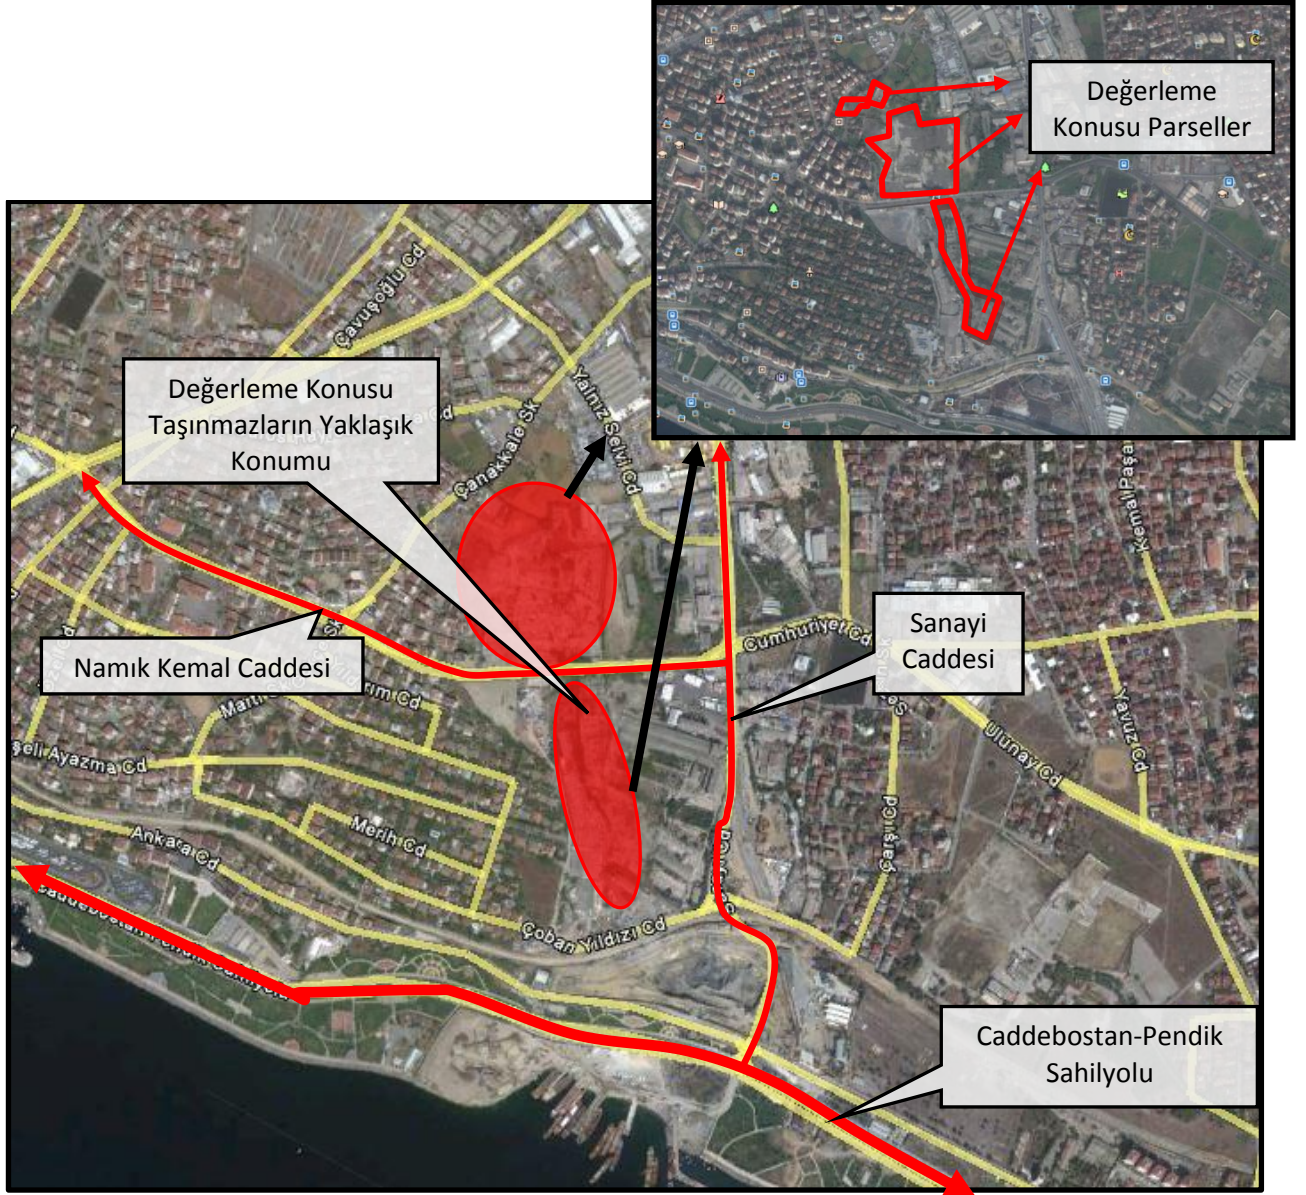 Değerleme
Konusu Parseller
Çavuşoğlu Cd
Değerleme Konusu
Taşınmazların Yaklaşık
Konumu
Cd
Yalnız Selvi Cd
Çanakkale Sk
Kemal Paşa
Namık Kemal Caddesi
Sanayi
Caddesi
Cumhuriyet Cd
Cd
Ulunay Cd
Yavuz Cd
Ayazma Cd
Merih Cd
Ankara Cd
Çarşı Cd
Çoban Yıldızı Cd
Caddebostan-Pendik
Sahilyolu